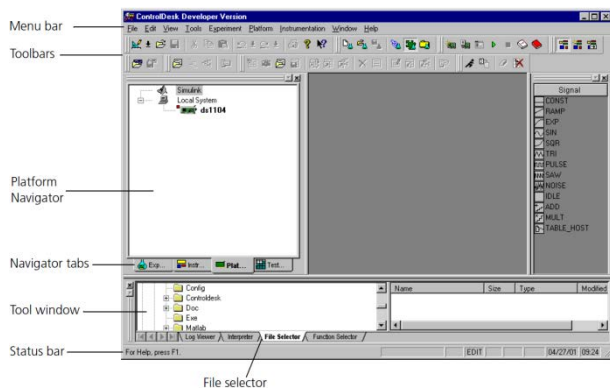 ControlDesk Developer Version
Menu bar
File Edit View Tools Experiment Platform Instrumentation Window Help
Toolbars
Simulink
Local System
ds1104
Signal
CONST
RAMP
EXP
SIN
SQR
TRI
PULSE
SAW
NOISE
IDLE
ADD
MULT
TABLE_HOST
Platform
Navigator
Navigator tabs
Exp... Instr... Plat... Test...
Tool window
Config
Controldesk
Doc
Exe
Matlab
Name Size Type Modified
Log Viewer Interpreter File Selector Function Selector
Status bar
For Help, press F1. EDIT 04/27/01 09:24
File selector